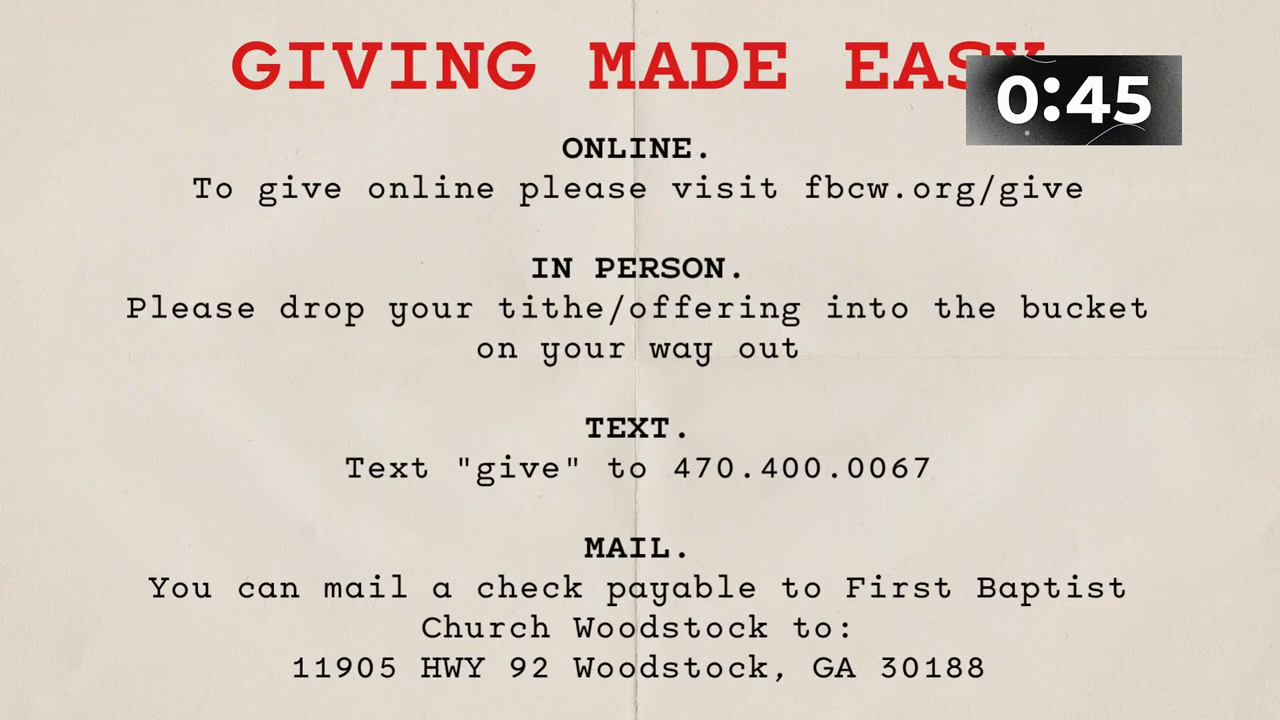 GIVING MADE EASY
0:45
ONLINE.
To give online please visit fbcw.org/give
IN PERSON.
Please drop your tithe/offering into the bucket
on your way out
TEXT.
Text "give" to 470.400.0067
MAIL.
You can mail a check payable to First Baptist
Church Woodstock to:
11905 HWY 92 Woodstock, GA 30188